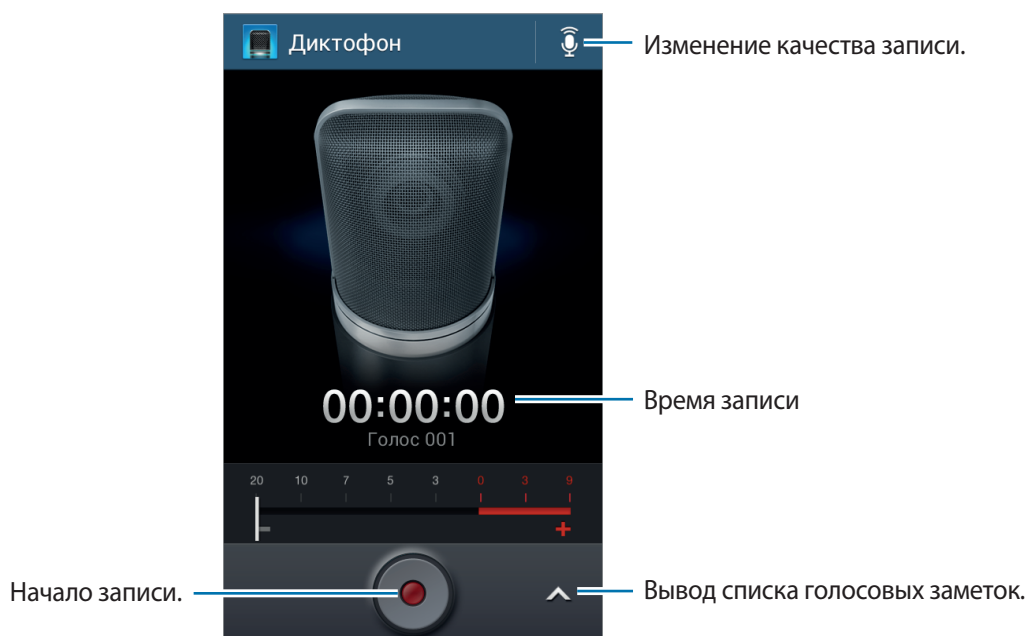 Диктофон
Изменение качества записи.
00:00:00
Время записи
Голос 001
20 10 7 5 3 0 3 9
- +
Начало записи.
Вывод списка голосовых заметок.